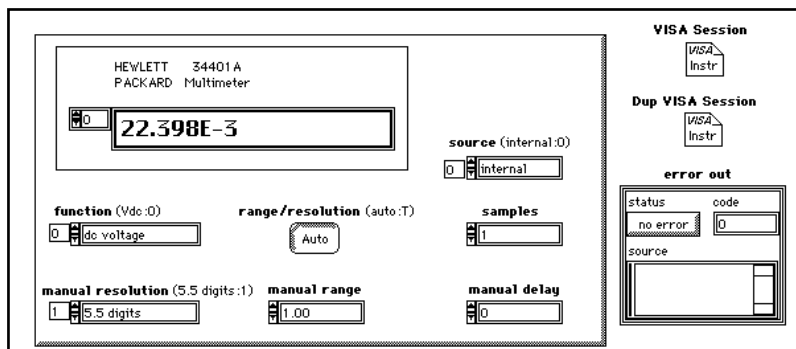 HEWLETT 34401A
PACKARD Multimeter
0 22.398E-3
source (internal:0)
0 internal
function (Vdc:0)
0 dc voltage
range/resolution (auto:T)
Auto
samples
1
manual resolution (5.5 digits:1)
1 5.5 digits
manual range
1.00
manual delay
0
VISA Session
VISA
Instr
Dup VISA Session
VISA
Instr
error out
status code
no error 0
source